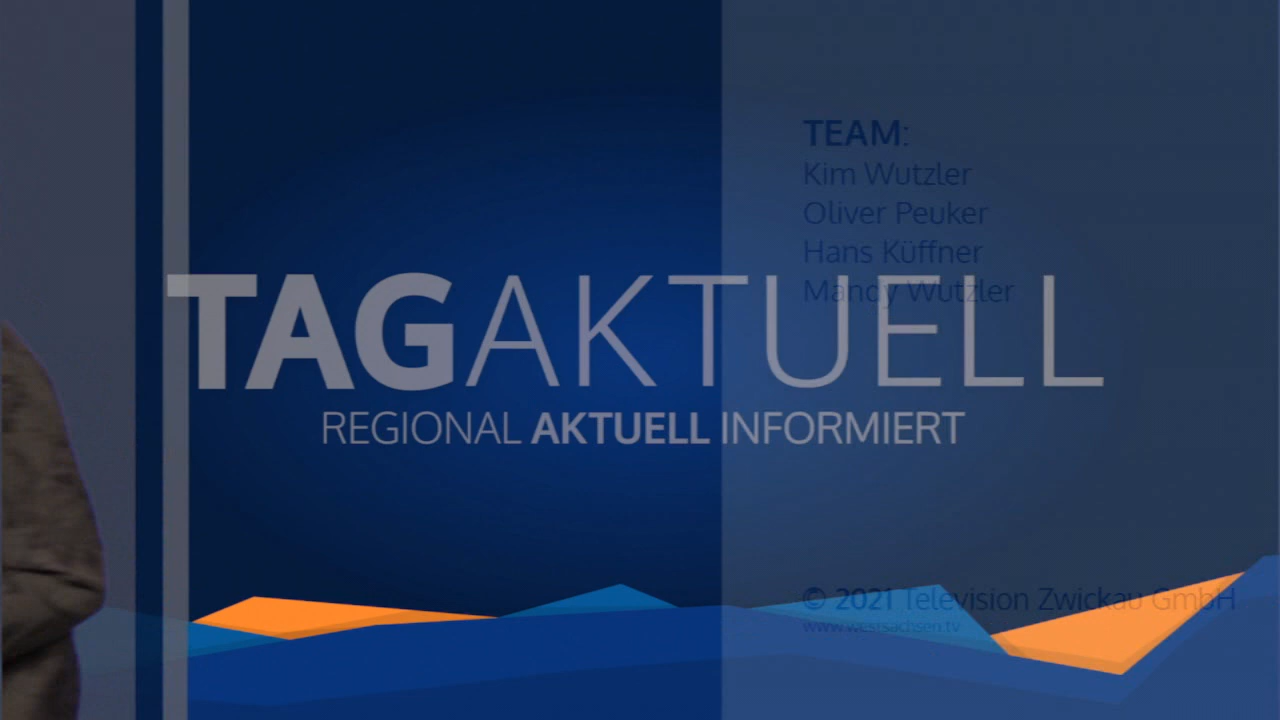 TEAM:
Kim Wutzler
Oliver Peuker
Hans Küffner
Mandy Wutzler
TAGAKTUELL
REGIONAL AKTUELL INFORMIERT
© 2021 Television Zwickau GmbH
www.westsachsen.tv